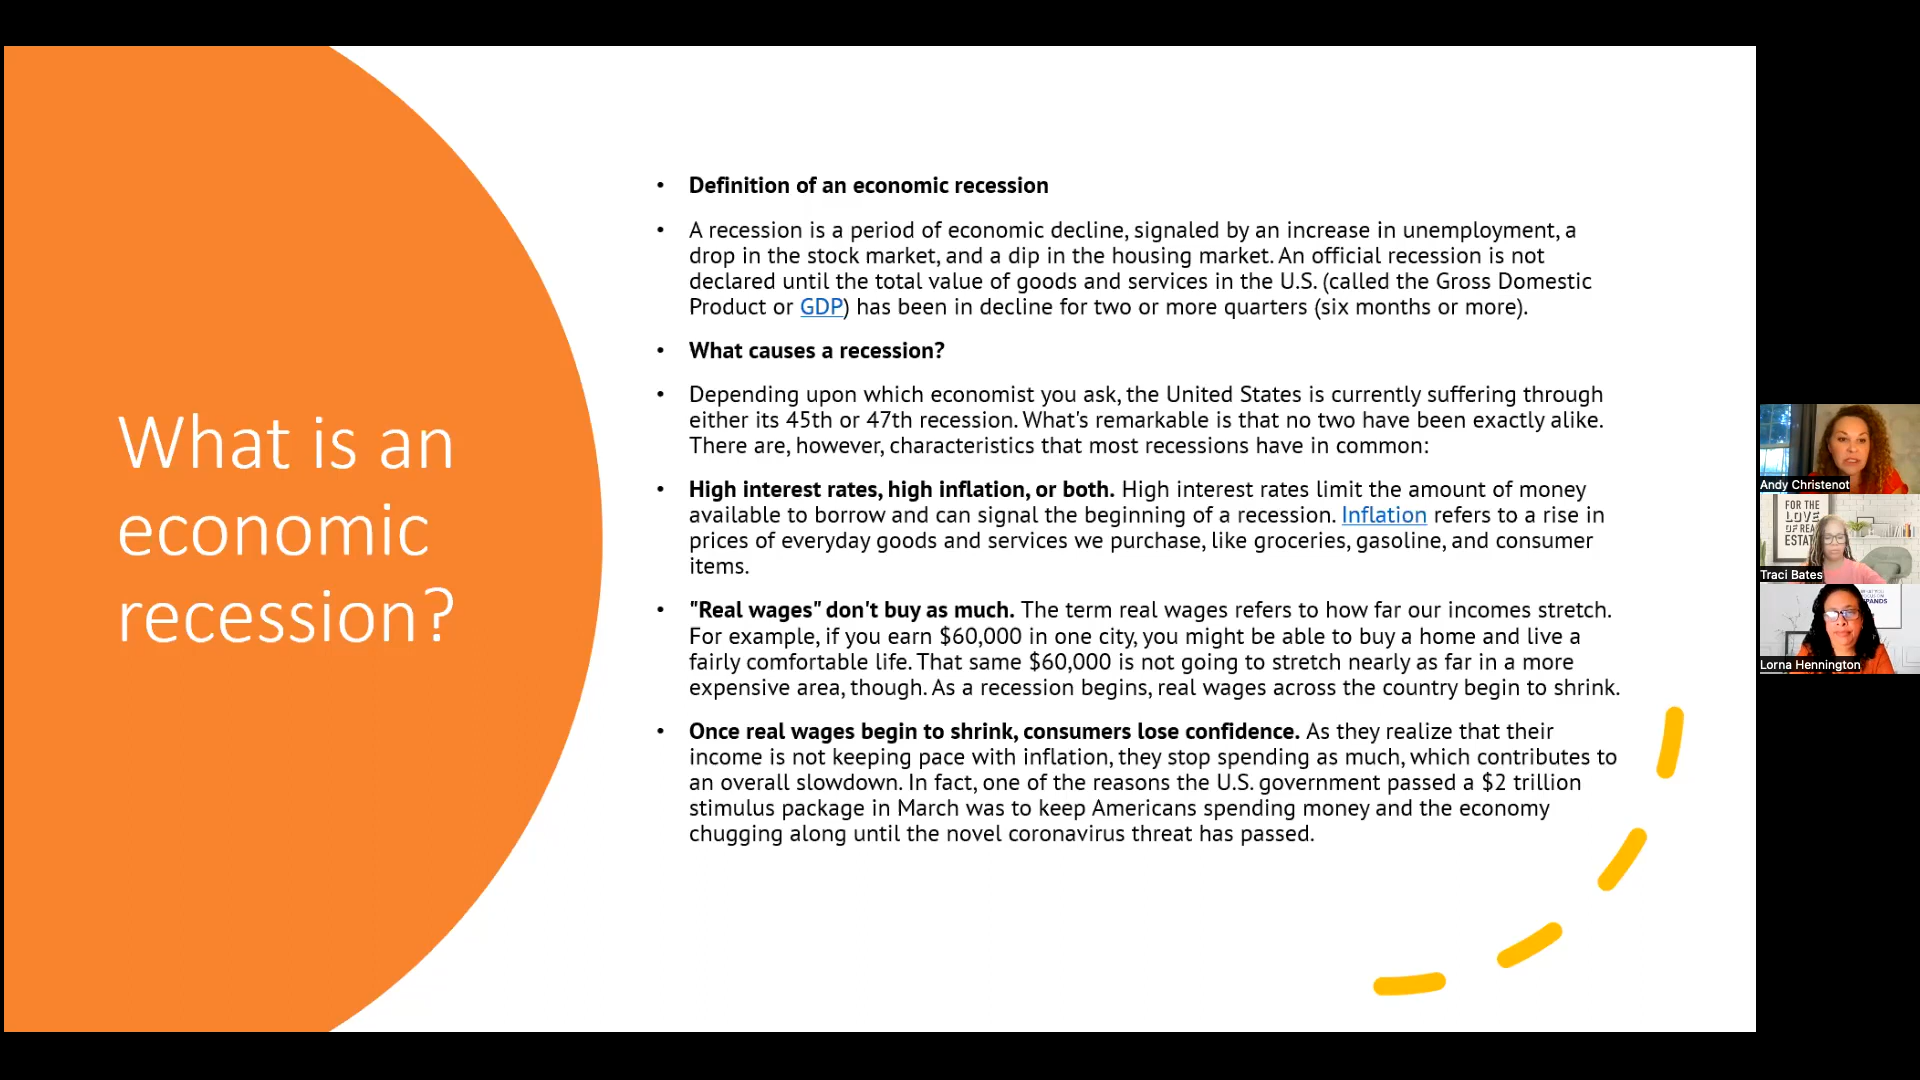 What is an
economic
recession?
• Definition of an economic recession
• A recession is a period of economic decline, signaled by an increase in unemployment, a
drop in the stock market, and a dip in the housing market. An official recession is not
declared until the total value of goods and services in the U.S. (called the Gross Domestic
Product or GDP) has been in decline for two or more quarters (six months or more).
• What causes a recession?
• Depending upon which economist you ask, the United States is currently suffering through
either its 45th or 47th recession. What's remarkable is that no two have been exactly alike.
There are, however, characteristics that most recessions have in common:
• High interest rates, high inflation, or both. High interest rates limit the amount of money
available to borrow and can signal the beginning of a recession. Inflation refers to a rise in
prices of everyday goods and services we purchase, like groceries, gasoline, and consumer
items.
• "Real wages" don't buy as much. The term real wages refers to how far our incomes stretch.
For example, if you earn $60,000 in one city, you might be able to buy a home and live a
fairly comfortable life. That same $60,000 is not going to stretch nearly as far in a more
expensive area, though. As a recession begins, real wages across the country begin to shrink.
• Once real wages begin to shrink, consumers lose confidence. As they realize that their
income is not keeping pace with inflation, they stop spending as much, which contributes to
an overall slowdown. In fact, one of the reasons the U.S. government passed a $2 trillion
stimulus package in March was to keep Americans spending money and the economy
chugging along until the novel coronavirus threat has passed.
Andy Christenot
FOR THE
LOVE
OF REA
ESTAT
Traci Bates
Lorna Hennington